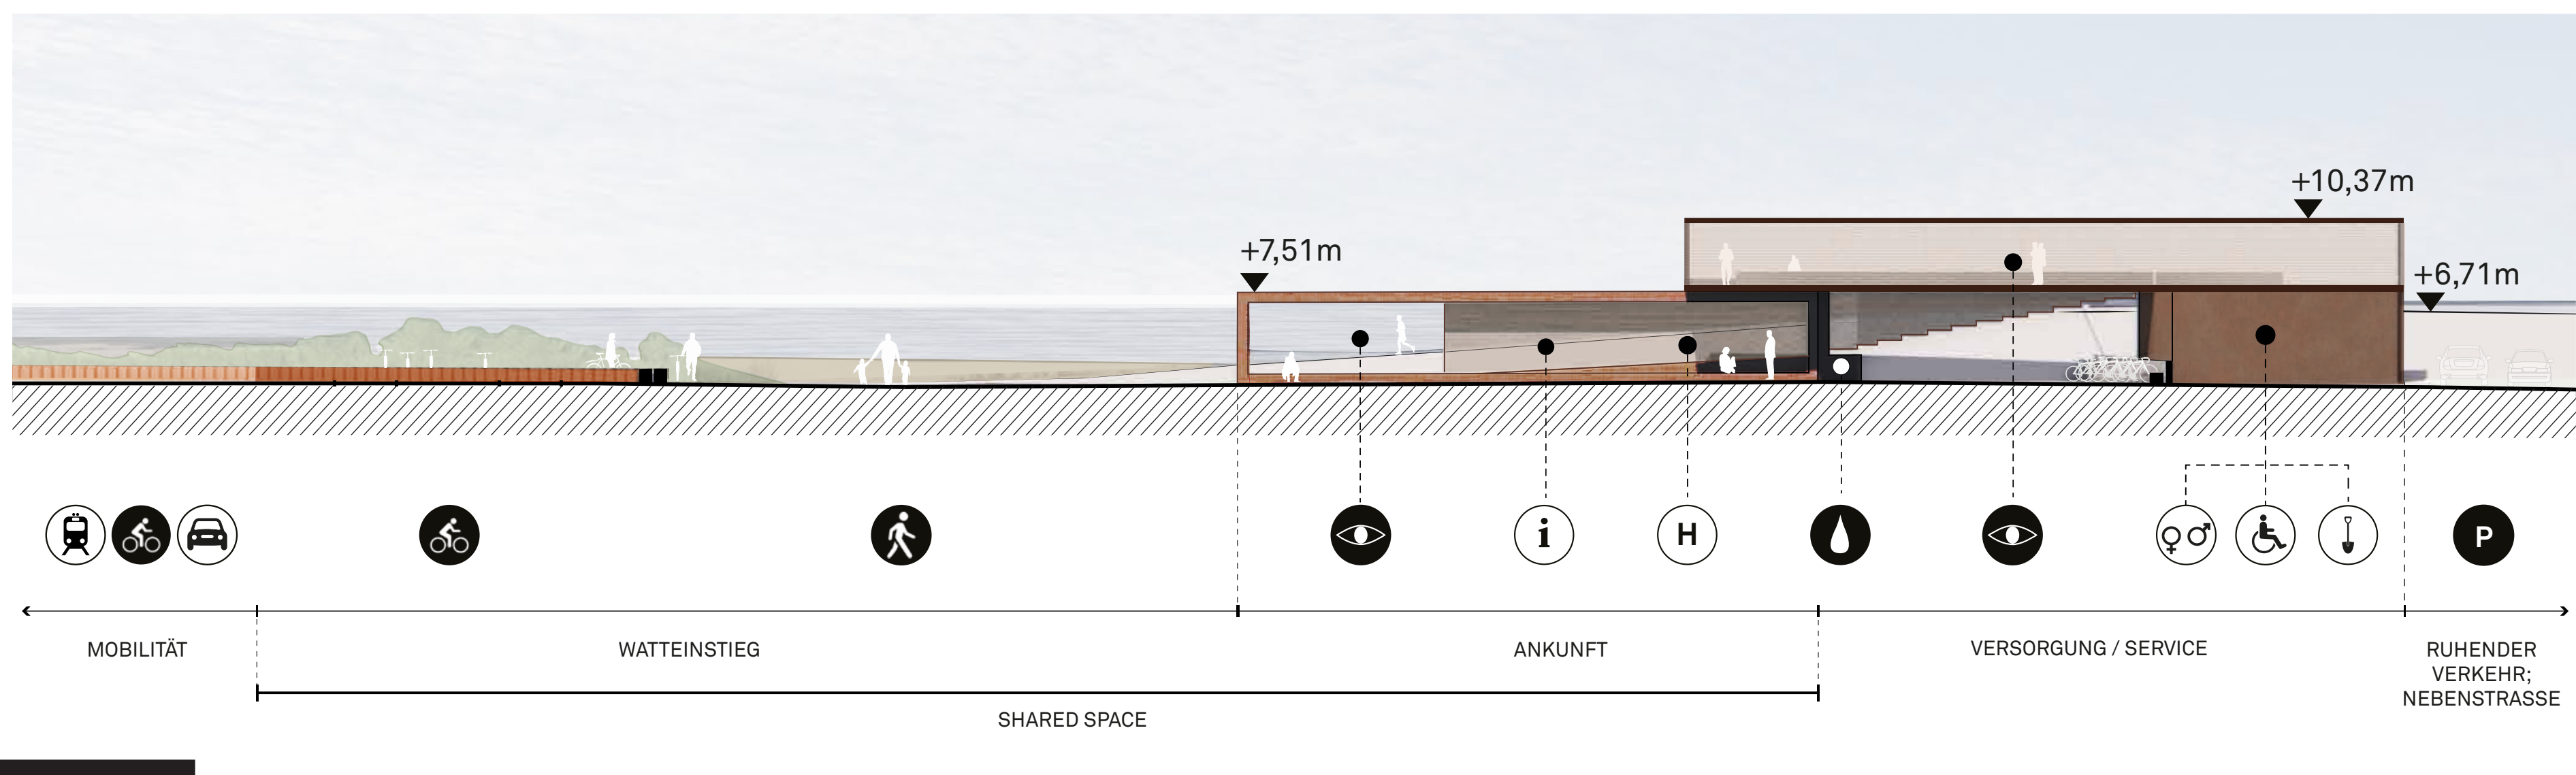 +10,37m
+7,51m
+6,71m
i
H
P
MOBILITÄT
WATTEINSTIEG
ANKUNFT
VERSORGUNG / SERVICE
RUHENDER
VERKEHR;
NEBENSTRASSE
SHARED SPACE